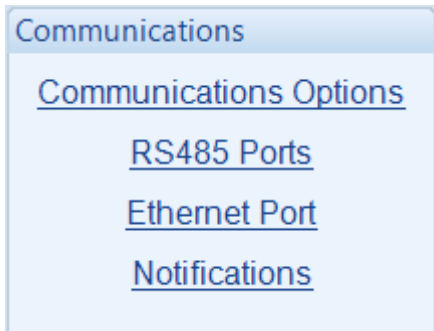 Communications
Communications Options
RS485 Ports
Ethernet Port
Notifications